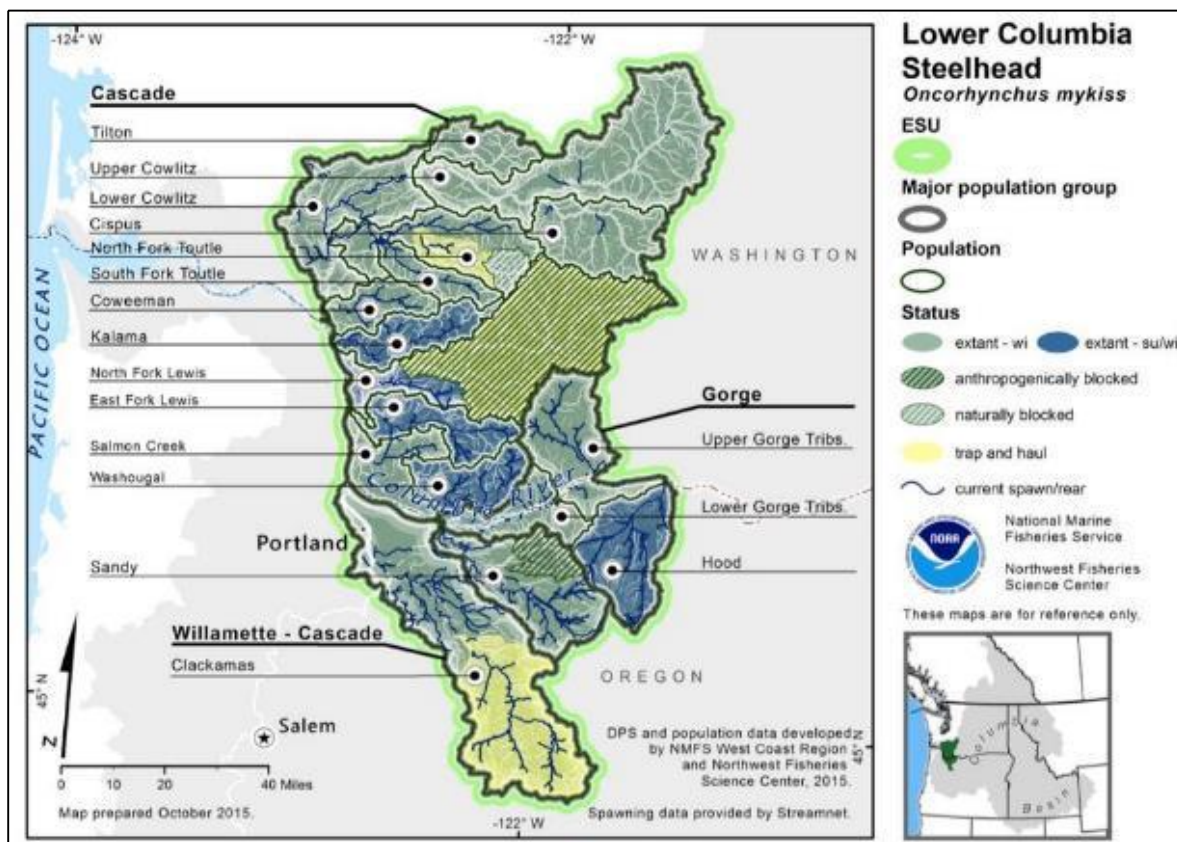 -124° W
-122° W
Cascade
Tilton
Upper Cowlitz
Lower Cowlitz
Cispus
North Fork Toutle
South Fork Toutle
Coweeman
Kalama
North Fork Lewis
East Fork Lewis
Salmon Creek
Washougal
PACIFIC OCEAN
WASHINGTON
Gorge
Upper Gorge Tribs.
Columbia River
Lower Gorge Tribs.
Portland
Sandy
Hood
Willamette - Cascade
Clackamas
OREGON
45° N
Salem
N
0 10 20 40 Miles
Map prepared October 2015.
DPS and population data developed
by NMFS West Coast Region
and Northwest Fisheries
Science Center, 2015.
45°
Spawning data provided by Streamnet.
-122° W
Lower Columbia
Steelhead
Oncorhynchus mykiss
ESU
Major population group
Population
Status
extant - wi
extant - su/wi
anthropogenically blocked
naturally blocked
trap and haul
current spawn/rear
NOAA
National Marine
Fisheries Service
Northwest Fisheries
Science Center
These maps are for reference only.
Columbia
Basin